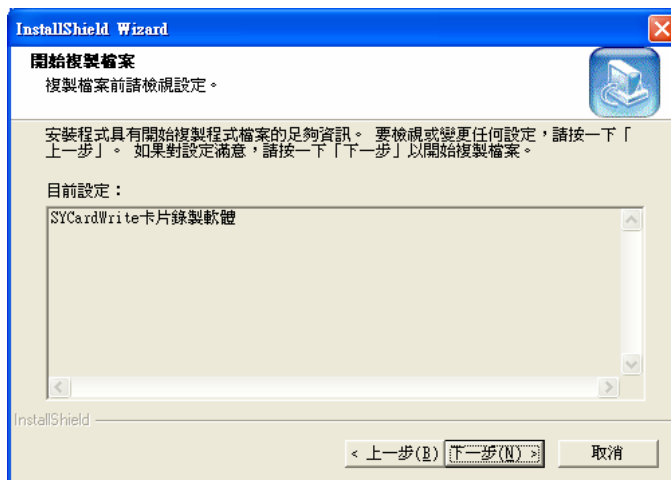 InstallShield Wizard
開始複製檔案
複製檔案前請檢視設定。
安裝程式具有開始複製程式檔案的足夠資訊。 要檢視或變更任何設定，請按一下「
上一步」。 如果對設定滿意，請按一下「下一步」以開始複製檔案。
目前設定：
SYCardWrite卡片錄製軟體
InstallShield
< 上一步(B) 下一步(N) > 取消